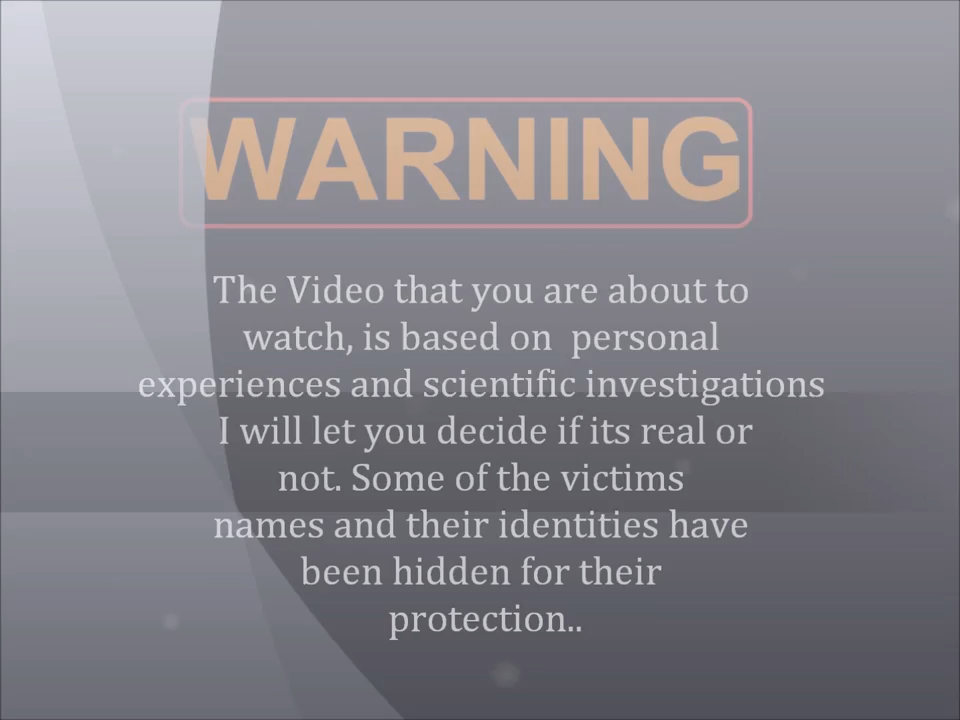 WARNING
The Video that you are about to
watch, is based on  personal
experiences and scientific investigations
I will let you decide if its real or
not. Some of the victims
names and their identities have
been hidden for their
protection..